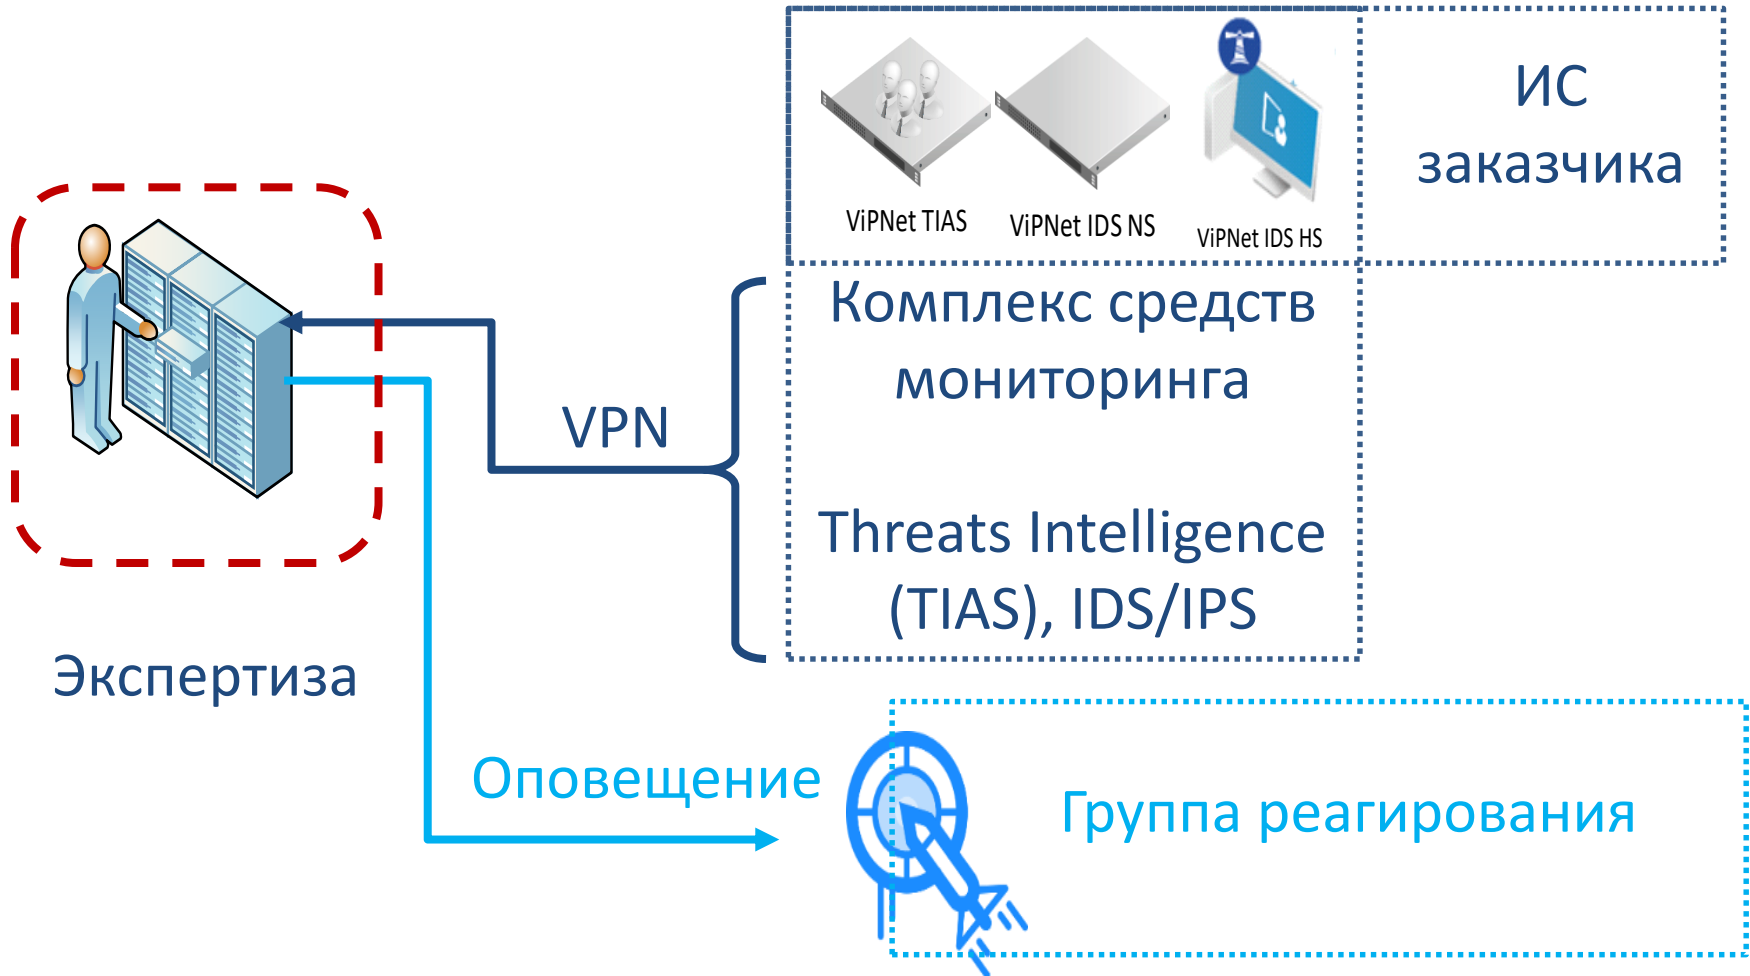 ИС
заказчика
ViPNet TIAS
ViPNet IDS NS
ViPNet IDS HS
Комплекс средств
мониторинга
VPN
Threats Intelligence
(TIAS), IDS/IPS
Экспертиза
Оповещение
Группа реагирования